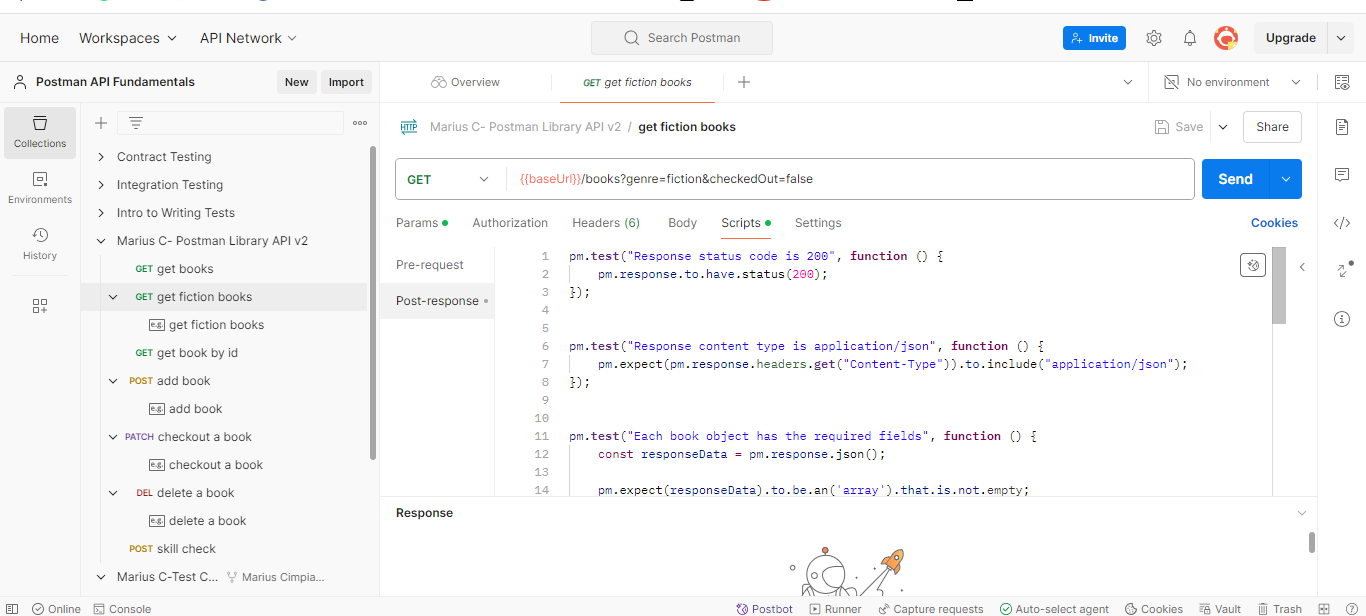 Home Workspaces API Network Search Postman Invite Upgrade
Postman API Fundamentals New Import Overview GET get fiction books No environment
Collections
Environments
History
Contract Testing
Integration Testing
Intro to Writing Tests
Marius C- Postman Library API v2
GET get books
GET get fiction books
e.g. get fiction books
GET get book by id
POST add book
e.g. add book
PATCH checkout a book
e.g. checkout a book
DEL delete a book
e.g. delete a book
POST skill check
Marius C-Test C... Marius Cimpia...
HTTP Marius C- Postman Library API v2 / get fiction books Save Share
GET {{baseUrl}}/books?genre=fiction&checkedOut=false Send
Params Authorization Headers (6) Body Scripts Settings Cookies
Pre-request
Post-response
1 pm.test("Response status code is 200", function () {
2 pm.response.to.have.status(200);
3 });
4
5
6 pm.test("Response content type is application/json", function () {
7 pm.expect(pm.response.headers.get("Content-Type")).to.include("application/json");
8 });
9
10
11 pm.test("Each book object has the required fields", function () {
12 const responseData = pm.response.json();
13
14 pm.expect(responseData).to.be.an('array').that.is.not.empty;
Response
Online Console Postbot Runner Capture requests Auto-select agent Cookies Vault Trash